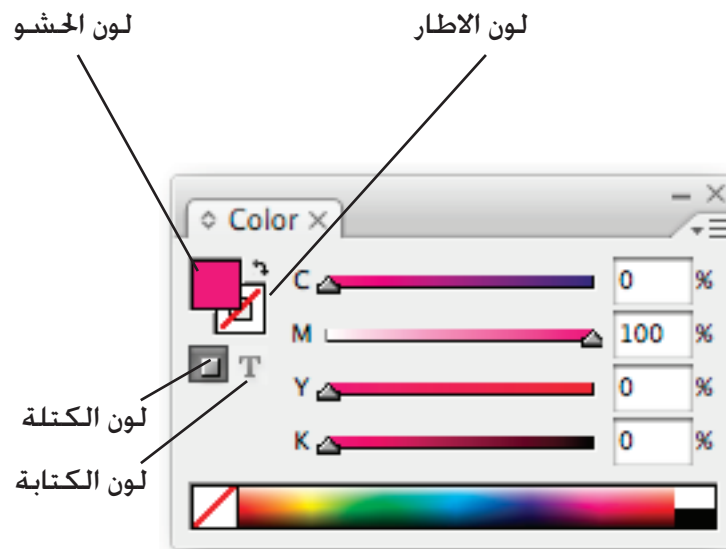 لون الحشو
لون الاطار
Color
C 0 %
M 100 %
T
Y 0 %
K 0 %
لون الكتلة
لون الكتابة